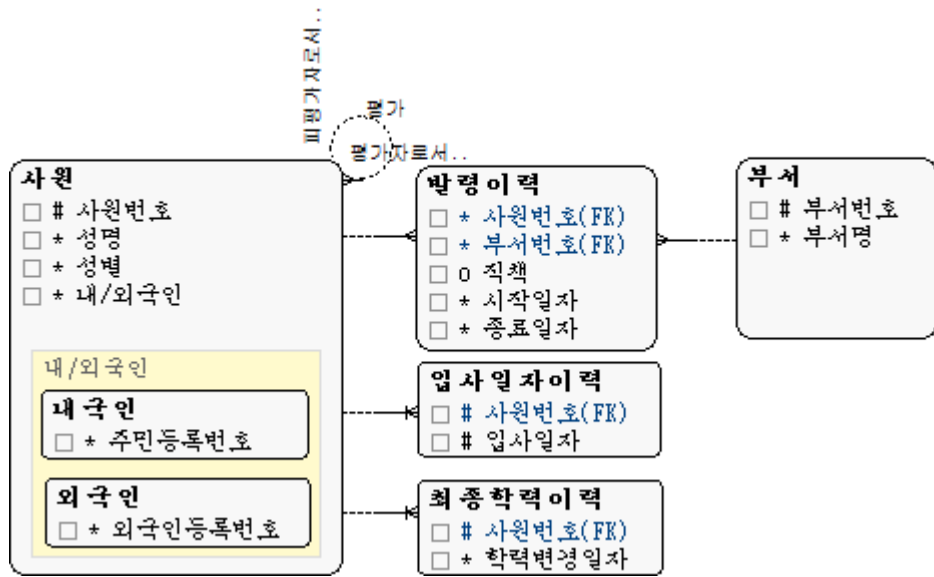 피평가자로서..
평가
평가자로서..
사원
# 사원번호
* 성명
* 성별
* 내/외국인
내/외국인
내국인
* 주민등록번호
외국인
* 외국인등록번호
발령이력
* 사원번호(FK)
* 부서번호(FK)
o 직책
* 시작일자
* 종료일자
입사일자이력
# 사원번호(FK)
# 입사일자
최종학력이력
# 사원번호(FK)
* 학력변경일자
부서
# 부서번호
* 부서명